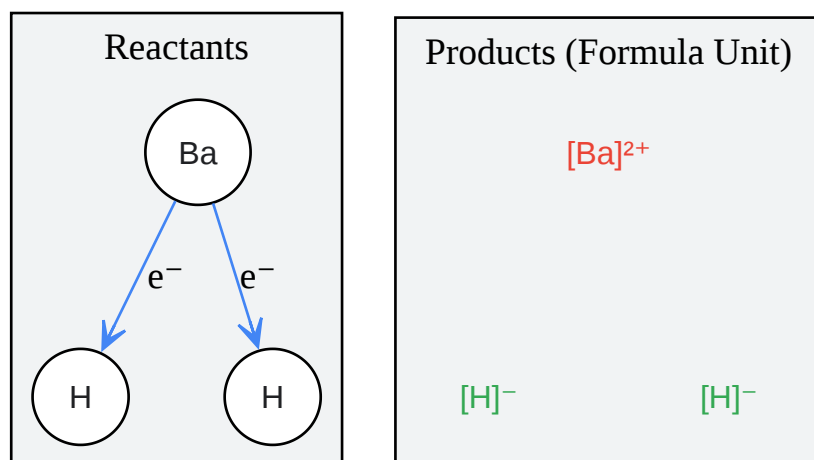 Reactants
Ba
e⁻ e⁻
H H
Products (Formula Unit)
[Ba]²⁺
[H]⁻ [H]⁻